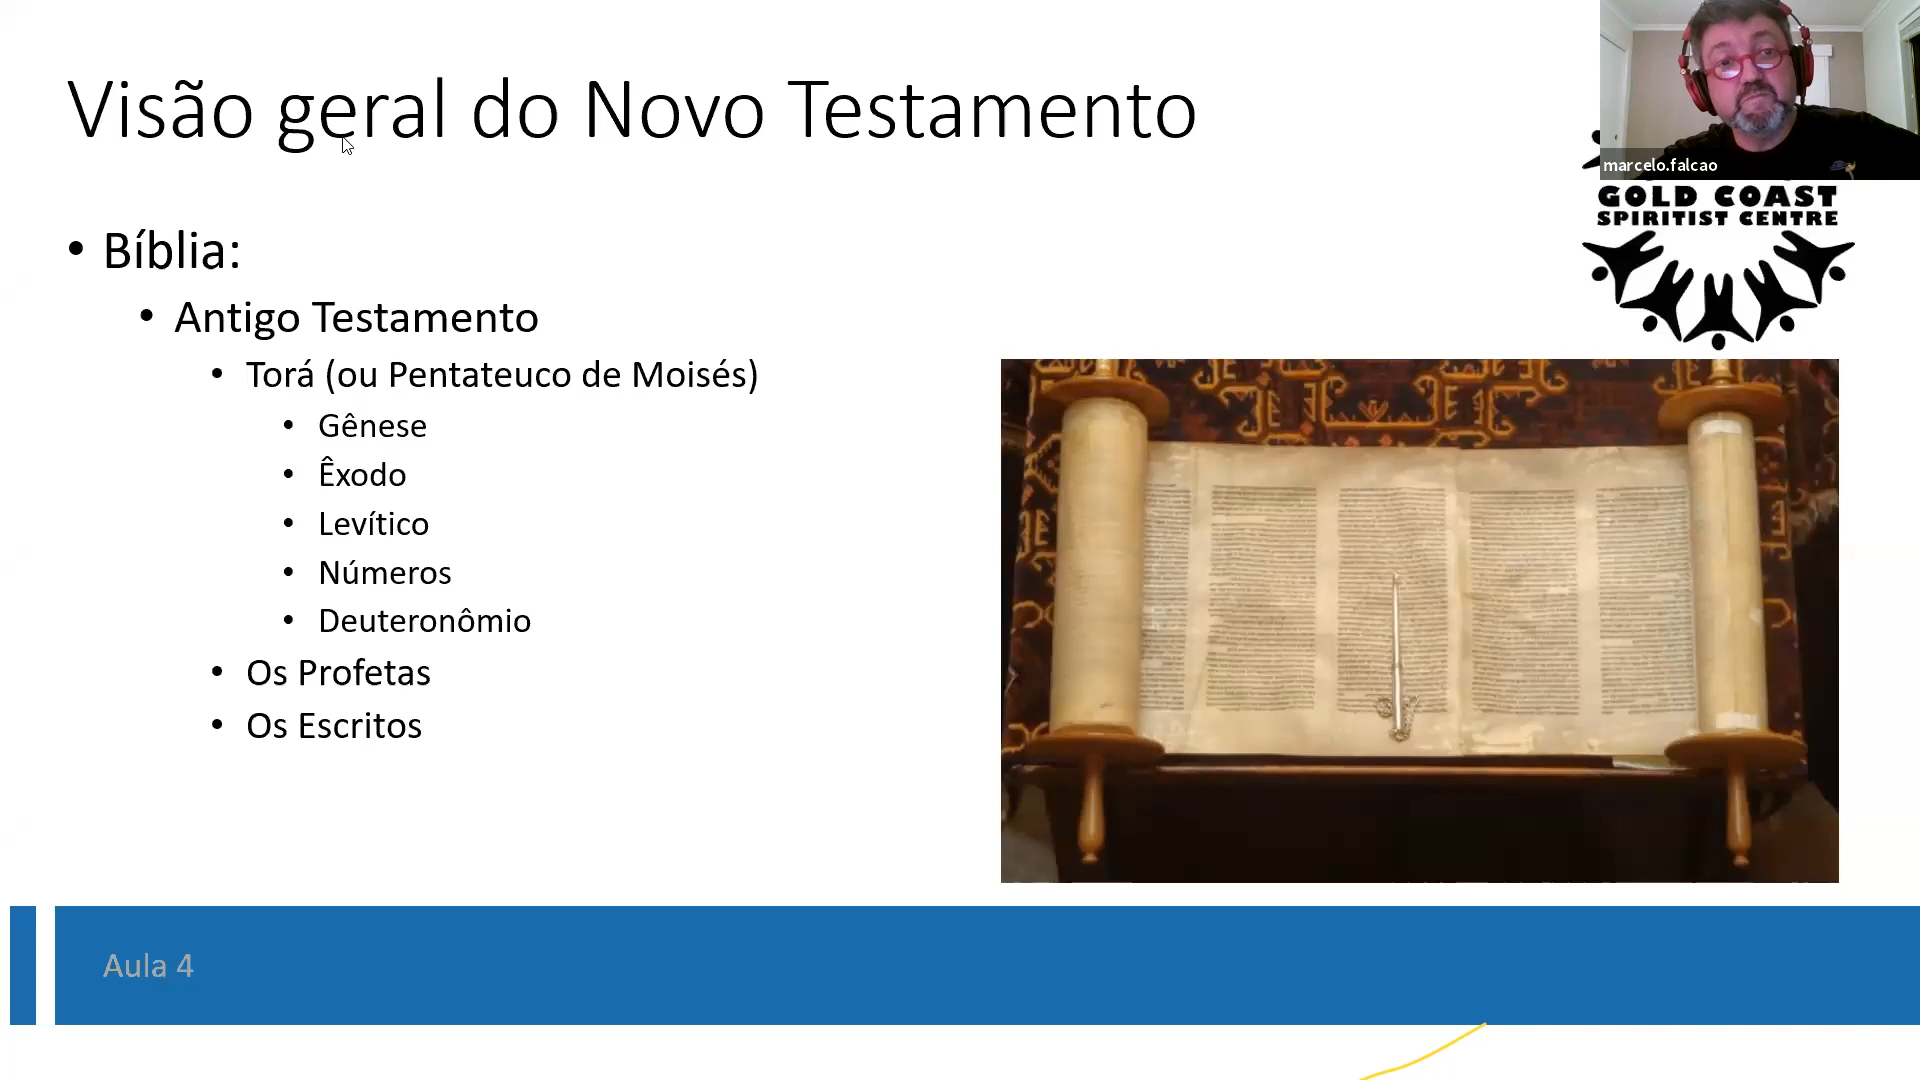 Visão geral do Novo Testamento
marcelo.falcao
GOLD COAST
SPIRITIST CENTRE
• Bíblia:
• Antigo Testamento
• Torá (ou Pentateuco de Moisés)
• Gênese
• Êxodo
• Levítico
• Números
• Deuteronômio
• Os Profetas
• Os Escritos
Aula 4